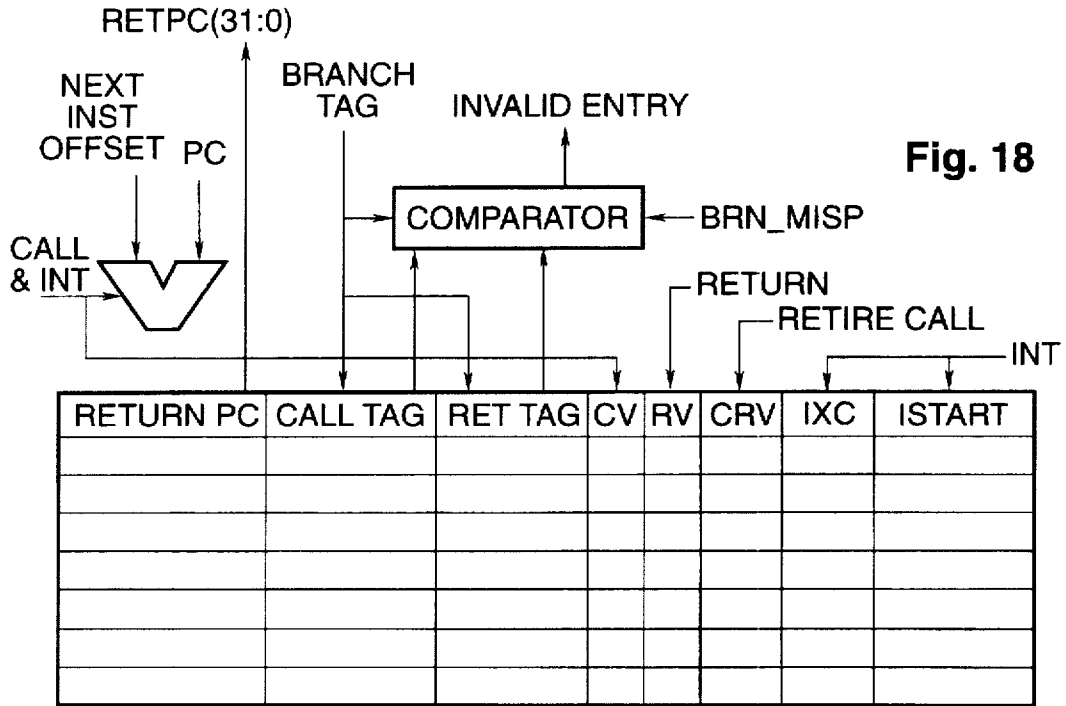 RETPC(31:0)
NEXT
INST
OFFSET
PC
BRANCH
TAG
INVALID ENTRY
Fig. 18
COMPARATOR
BRN_MISP
CALL
& INT
RETURN
RETIRE CALL
INT
RETURN PC
CALL TAG
RET TAG
CV
RV
CRV
IXC
ISTART